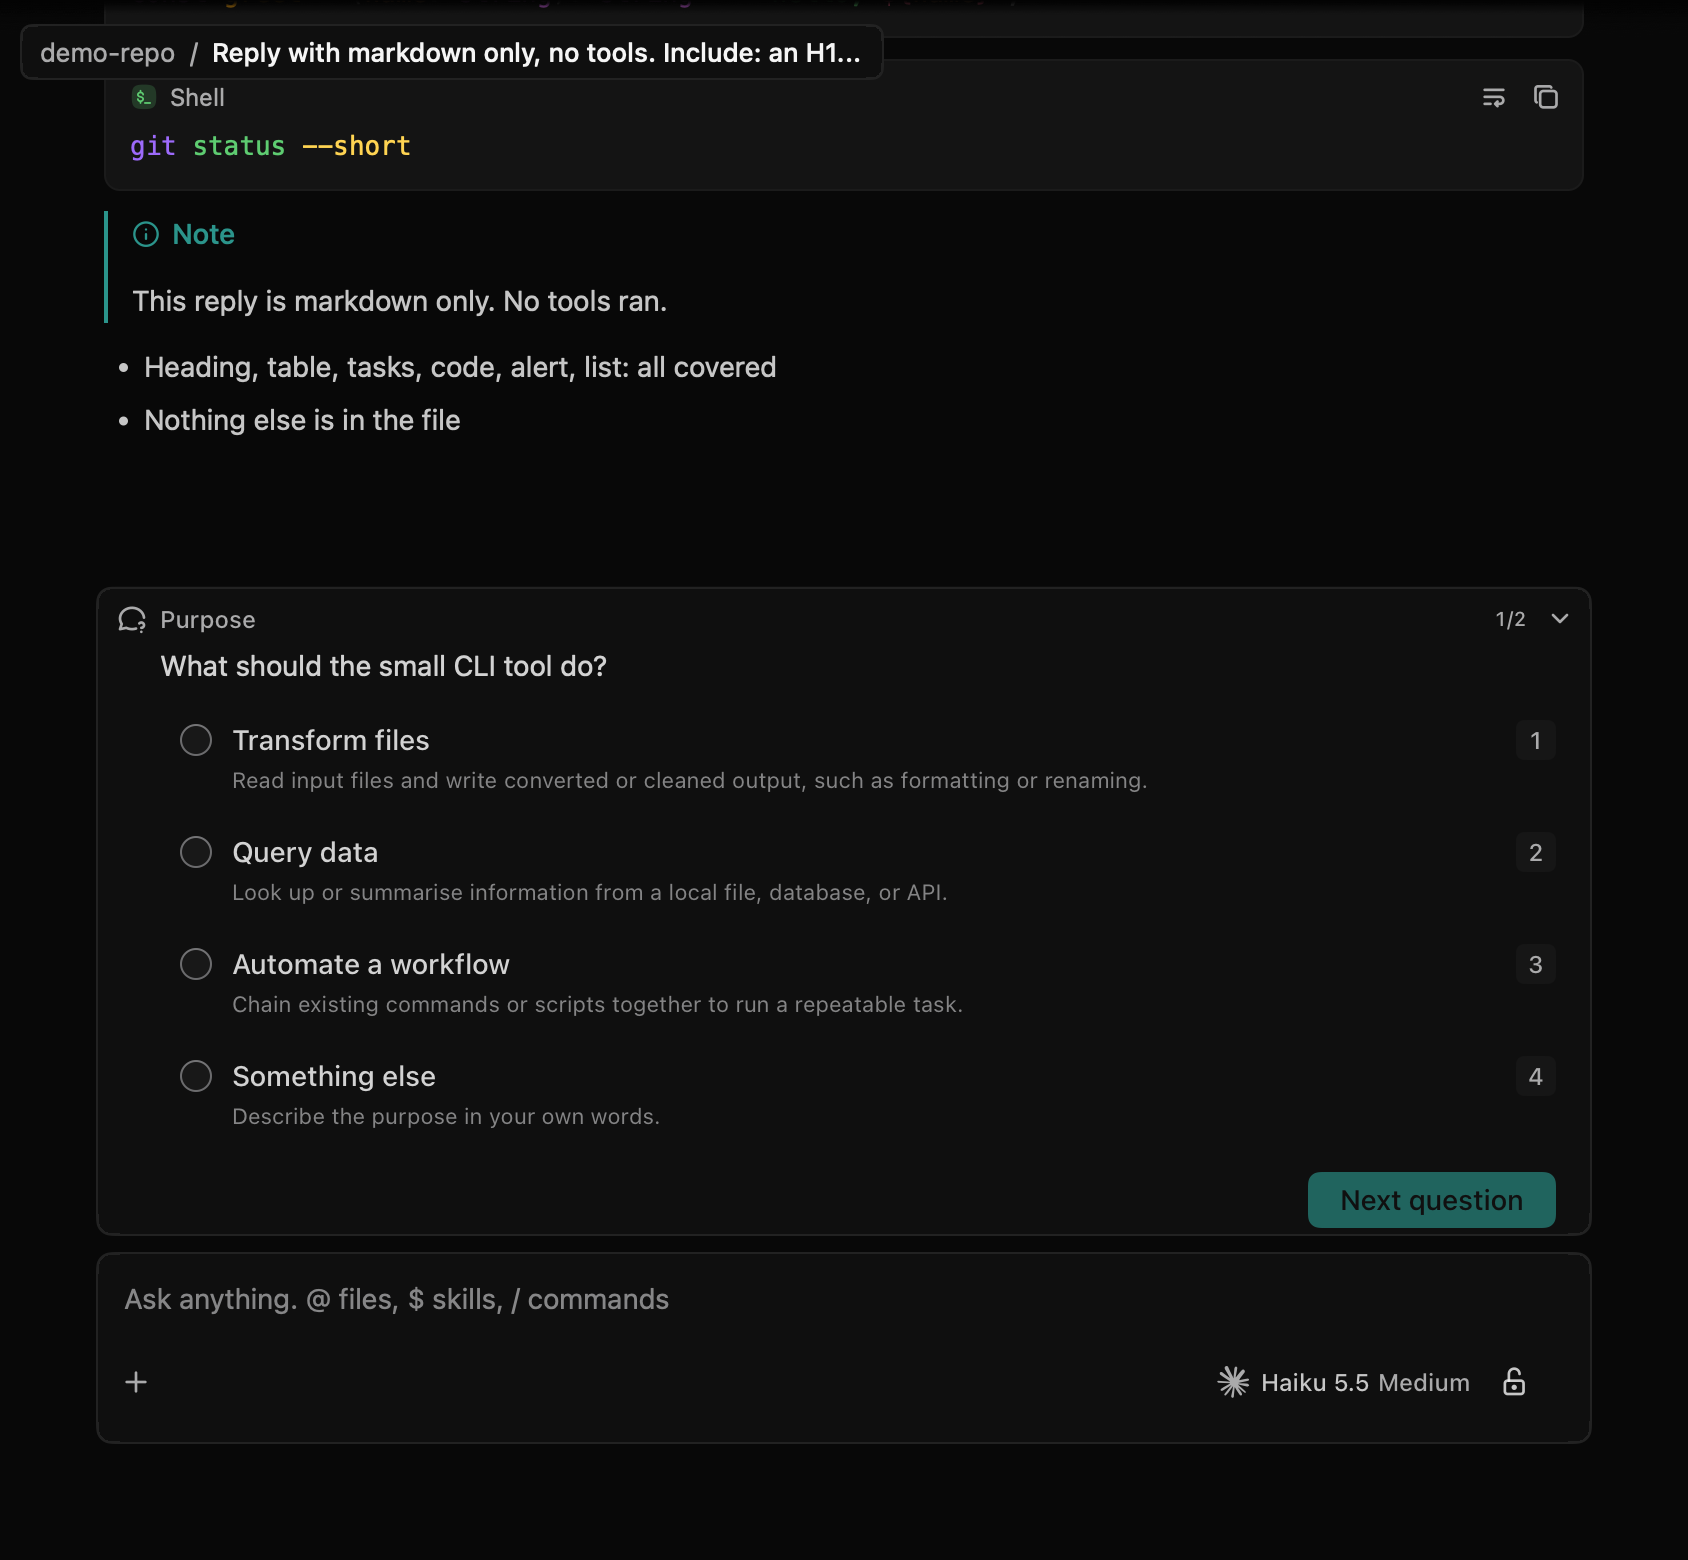 demo-repo / Reply with markdown only, no tools. Include: an H1...
$_ Shell
git status --short
Note
This reply is markdown only. No tools ran.
• Heading, table, tasks, code, alert, list: all covered
• Nothing else is in the file
Purpose
1/2
What should the small CLI tool do?
Transform files
1
Read input files and write converted or cleaned output, such as formatting or renaming.
Query data
2
Look up or summarise information from a local file, database, or API.
Automate a workflow
3
Chain existing commands or scripts together to run a repeatable task.
Something else
4
Describe the purpose in your own words.
Next question
Ask anything. @ files, $ skills, / commands
Haiku 5.5 Medium